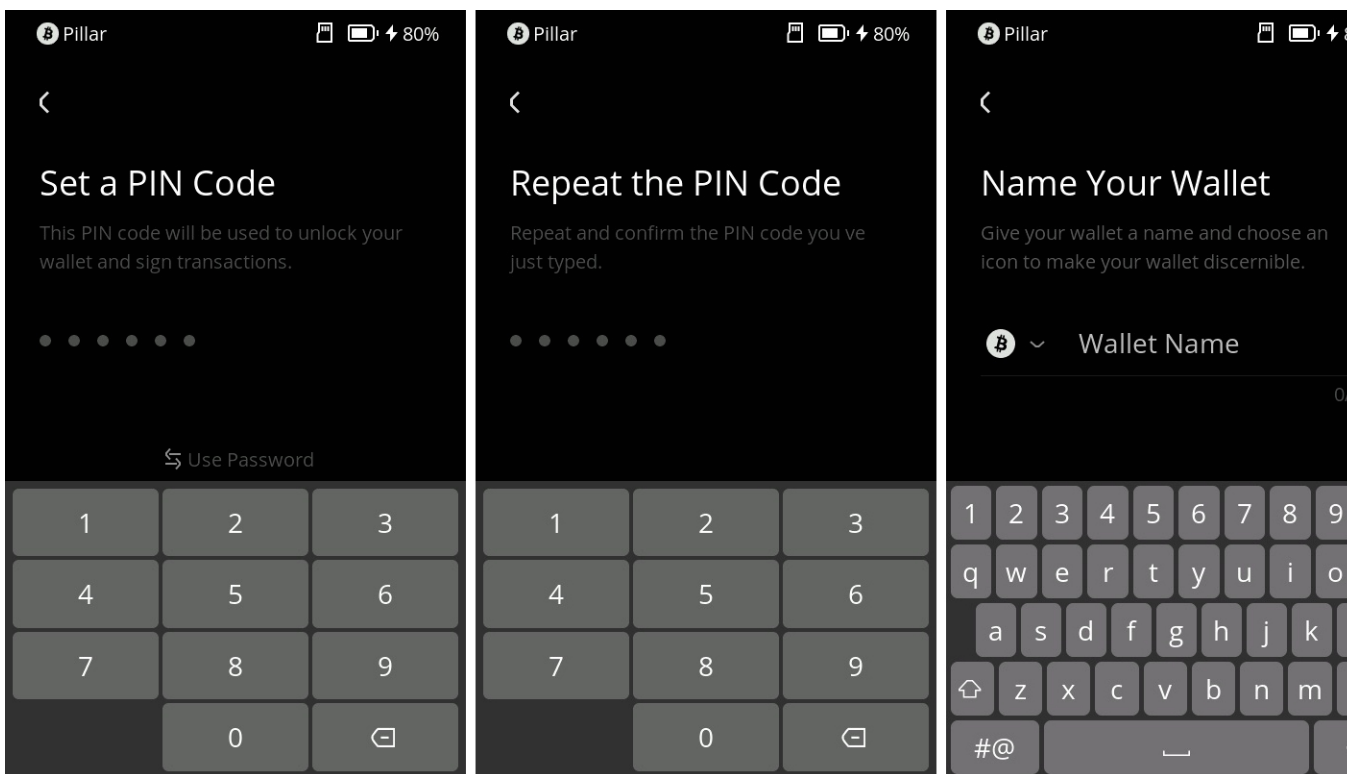 Pillar 80%
Set a PIN Code
This PIN code will be used to unlock your
wallet and sign transactions.
Use Password
1 2 3
4 5 6
7 8 9
0
Pillar 80%
Repeat the PIN Code
Repeat and confirm the PIN code you ve
just typed.
1 2 3
4 5 6
7 8 9
0
Pillar
Name Your Wallet
Give your wallet a name and choose an
icon to make your wallet discernible.
Wallet Name
0/
1 2 3 4 5 6 7 8 9
q w e r t y u i o
a s d f g h j k
z x c v b n m
#@